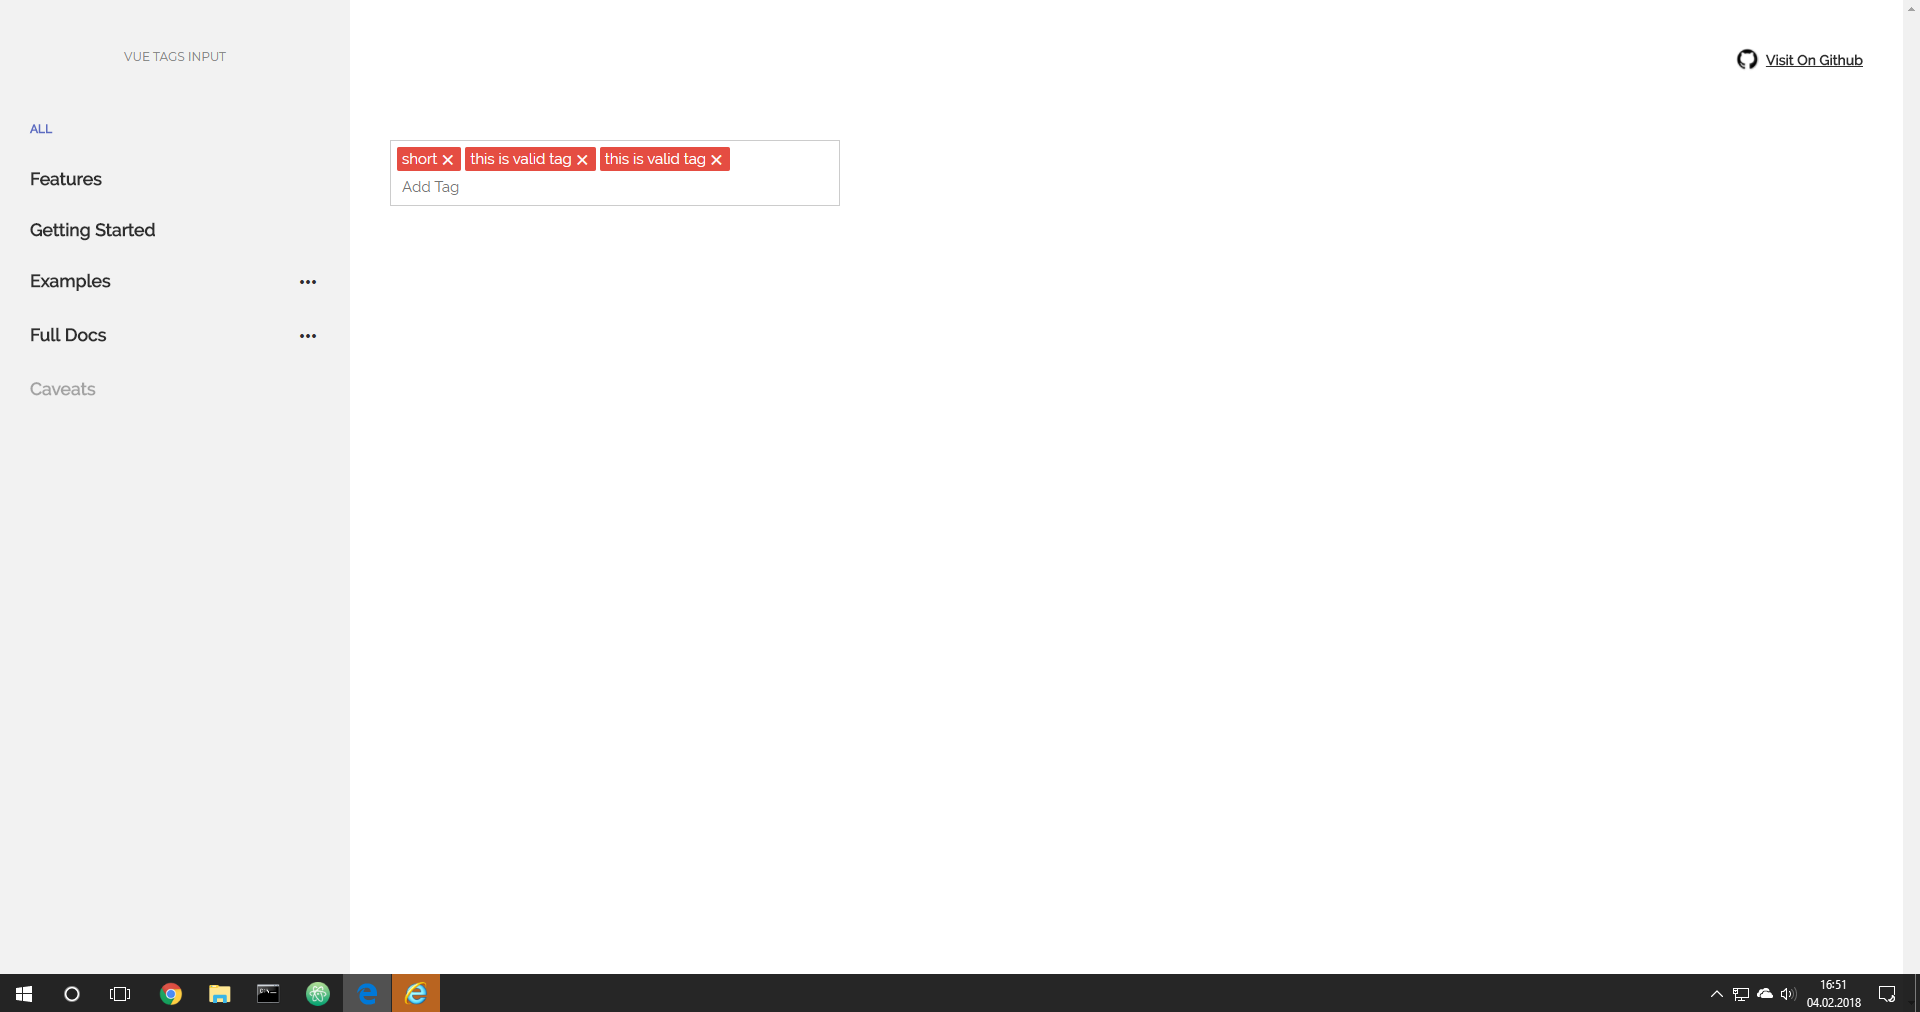 VUE TAGS INPUT
Visit On Github
ALL
Features
Getting Started
Examples
Full Docs
Caveats
short
this is valid tag
this is valid tag
Add Tag
16:51
04.02.2018